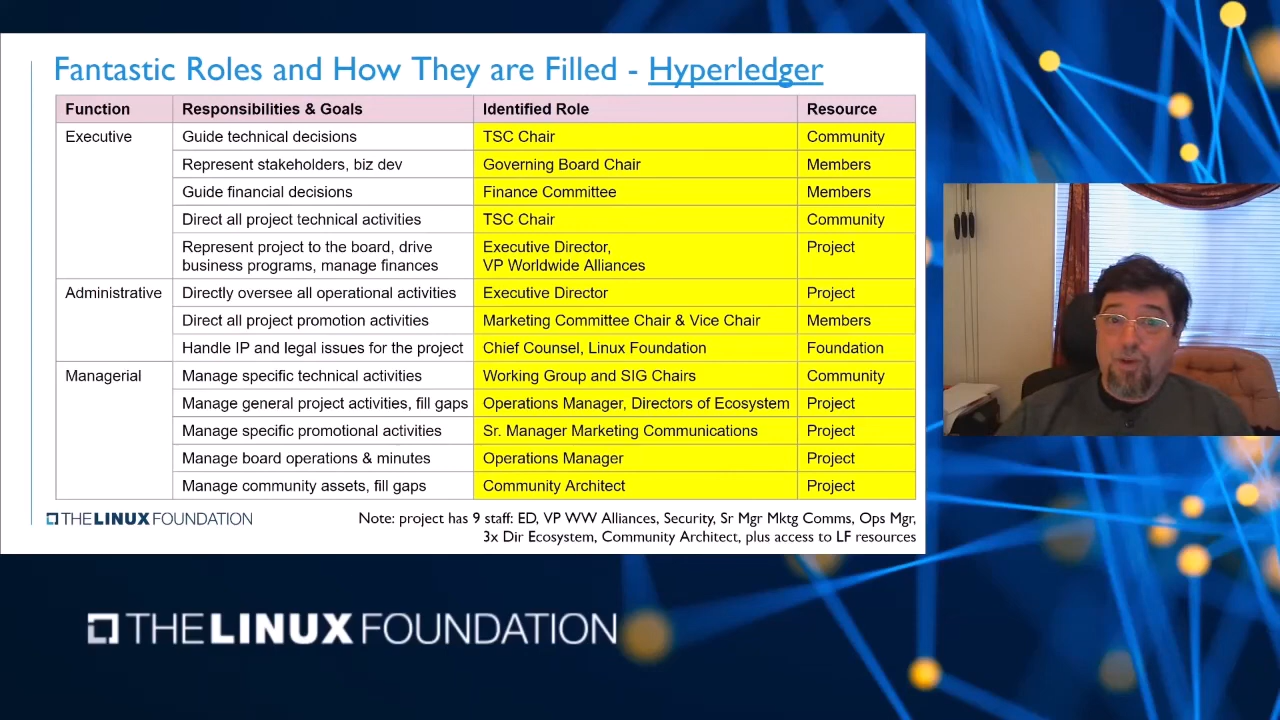 Fantastic Roles and How They are Filled - Hyperledger
Function Responsibilities & Goals Identified Role Resource
Executive Guide technical decisions TSC Chair Community
Represent stakeholders, biz dev Governing Board Chair Members
Guide financial decisions Finance Committee Members
Direct all project technical activities TSC Chair Community
Represent project to the board, drive Executive Director, Project
business programs, manage finances VP Worldwide Alliances
Administrative Directly oversee all operational activities Executive Director Project
Direct all project promotion activities Marketing Committee Chair & Vice Chair Members
Handle IP and legal issues for the project Chief Counsel, Linux Foundation Foundation
Managerial Manage specific technical activities Working Group and SIG Chairs Community
Manage general project activities, fill gaps Operations Manager, Directors of Ecosystem Project
Manage specific promotional activities Sr. Manager Marketing Communications Project
Manage board operations & minutes Operations Manager Project
Manage community assets, fill gaps Community Architect Project
THE LINUX FOUNDATION Note: project has 9 staff: ED, VP WW Alliances, Security, Sr Mgr Mktg Comms, Ops Mgr,
3x Dir Ecosystem, Community Architect, plus access to LF resources
THE LINUX FOUNDATION